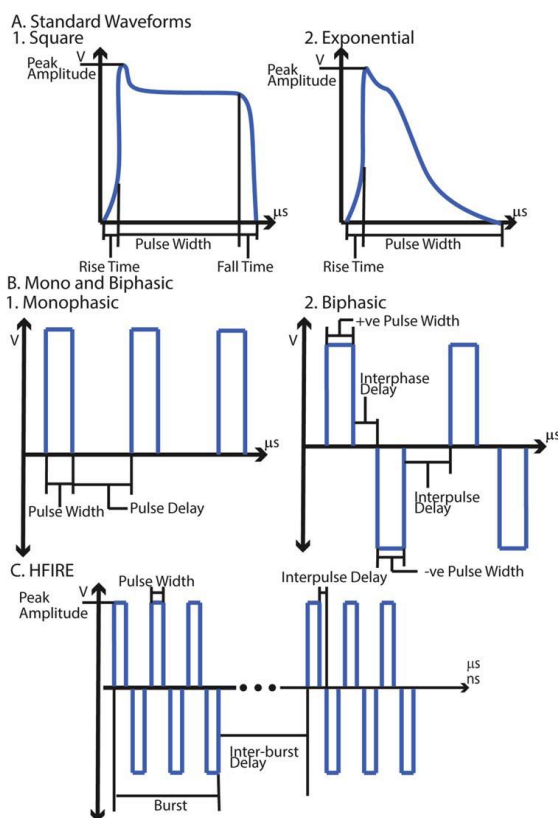 A. Standard Waveforms
1. Square
2. Exponential
V
Peak
Amplitude
V
Peak
Amplitude
μs
μs
Pulse Width
Rise Time
Fall Time
Pulse Width
Rise Time
B. Mono and Biphasic
1. Monophasic
2. Biphasic
+ve Pulse Width
V
V
Interphase
Delay
μs
μs
Pulse Width
Pulse Delay
Interpulse
Delay
-ve Pulse Width
C. HFIRE
Pulse Width
Interpulse Delay
Peak
Amplitude
V
μs
ns
Inter-burst
Delay
Burst